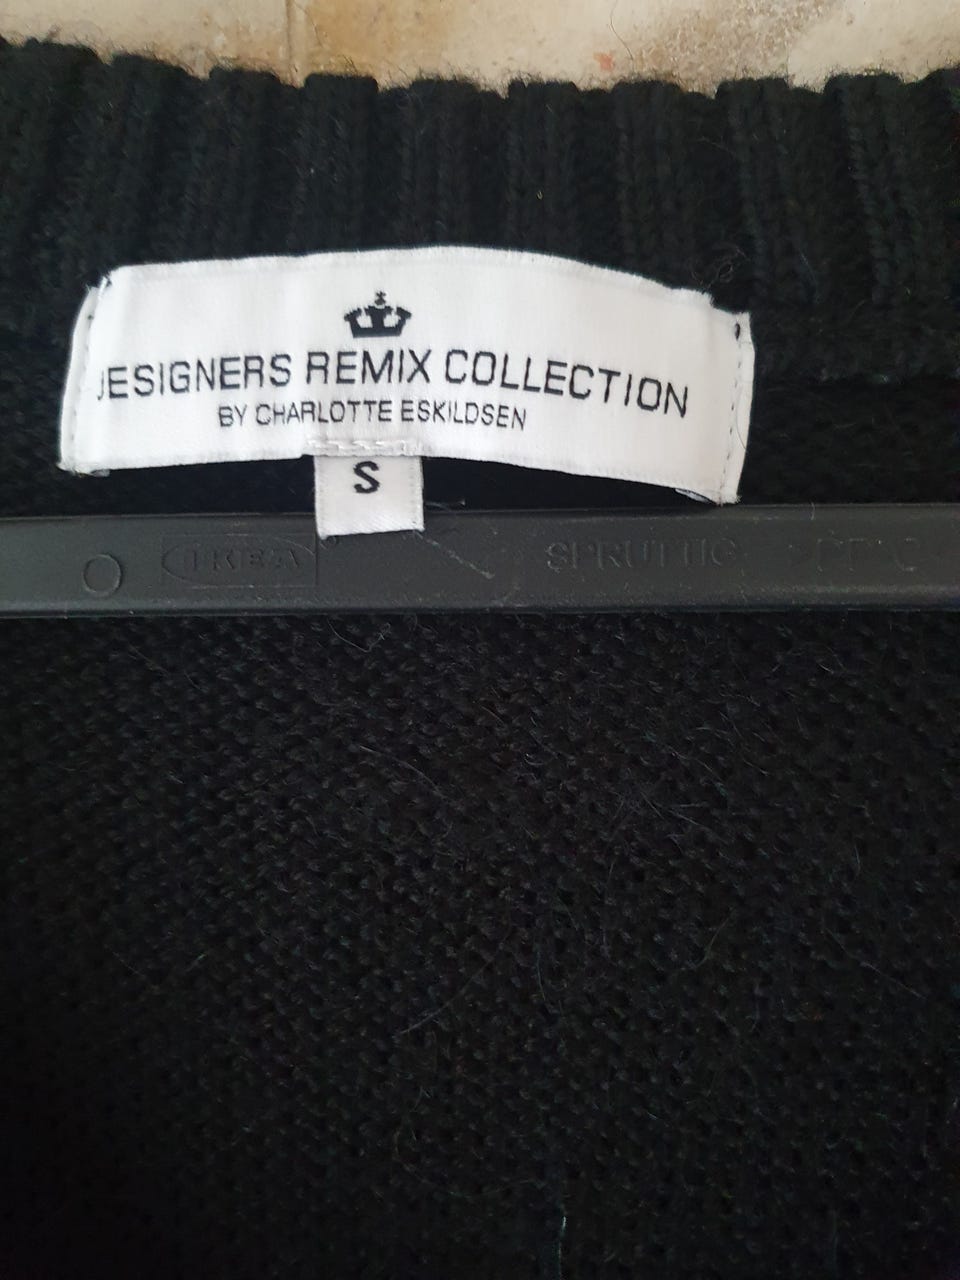 DESIGNERS REMIX COLLECTION
BY CHARLOTTE ESKILDSEN
S
IKEA SPRUTTIG